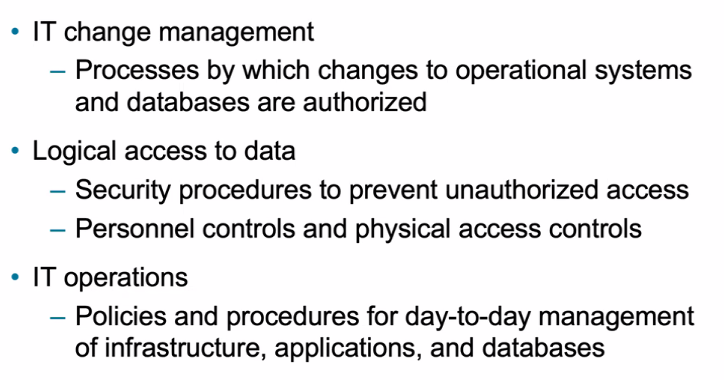 • IT change management
– Processes by which changes to operational systems
and databases are authorized
• Logical access to data
– Security procedures to prevent unauthorized access
– Personnel controls and physical access controls
• IT operations
– Policies and procedures for day-to-day management
of infrastructure, applications, and databases